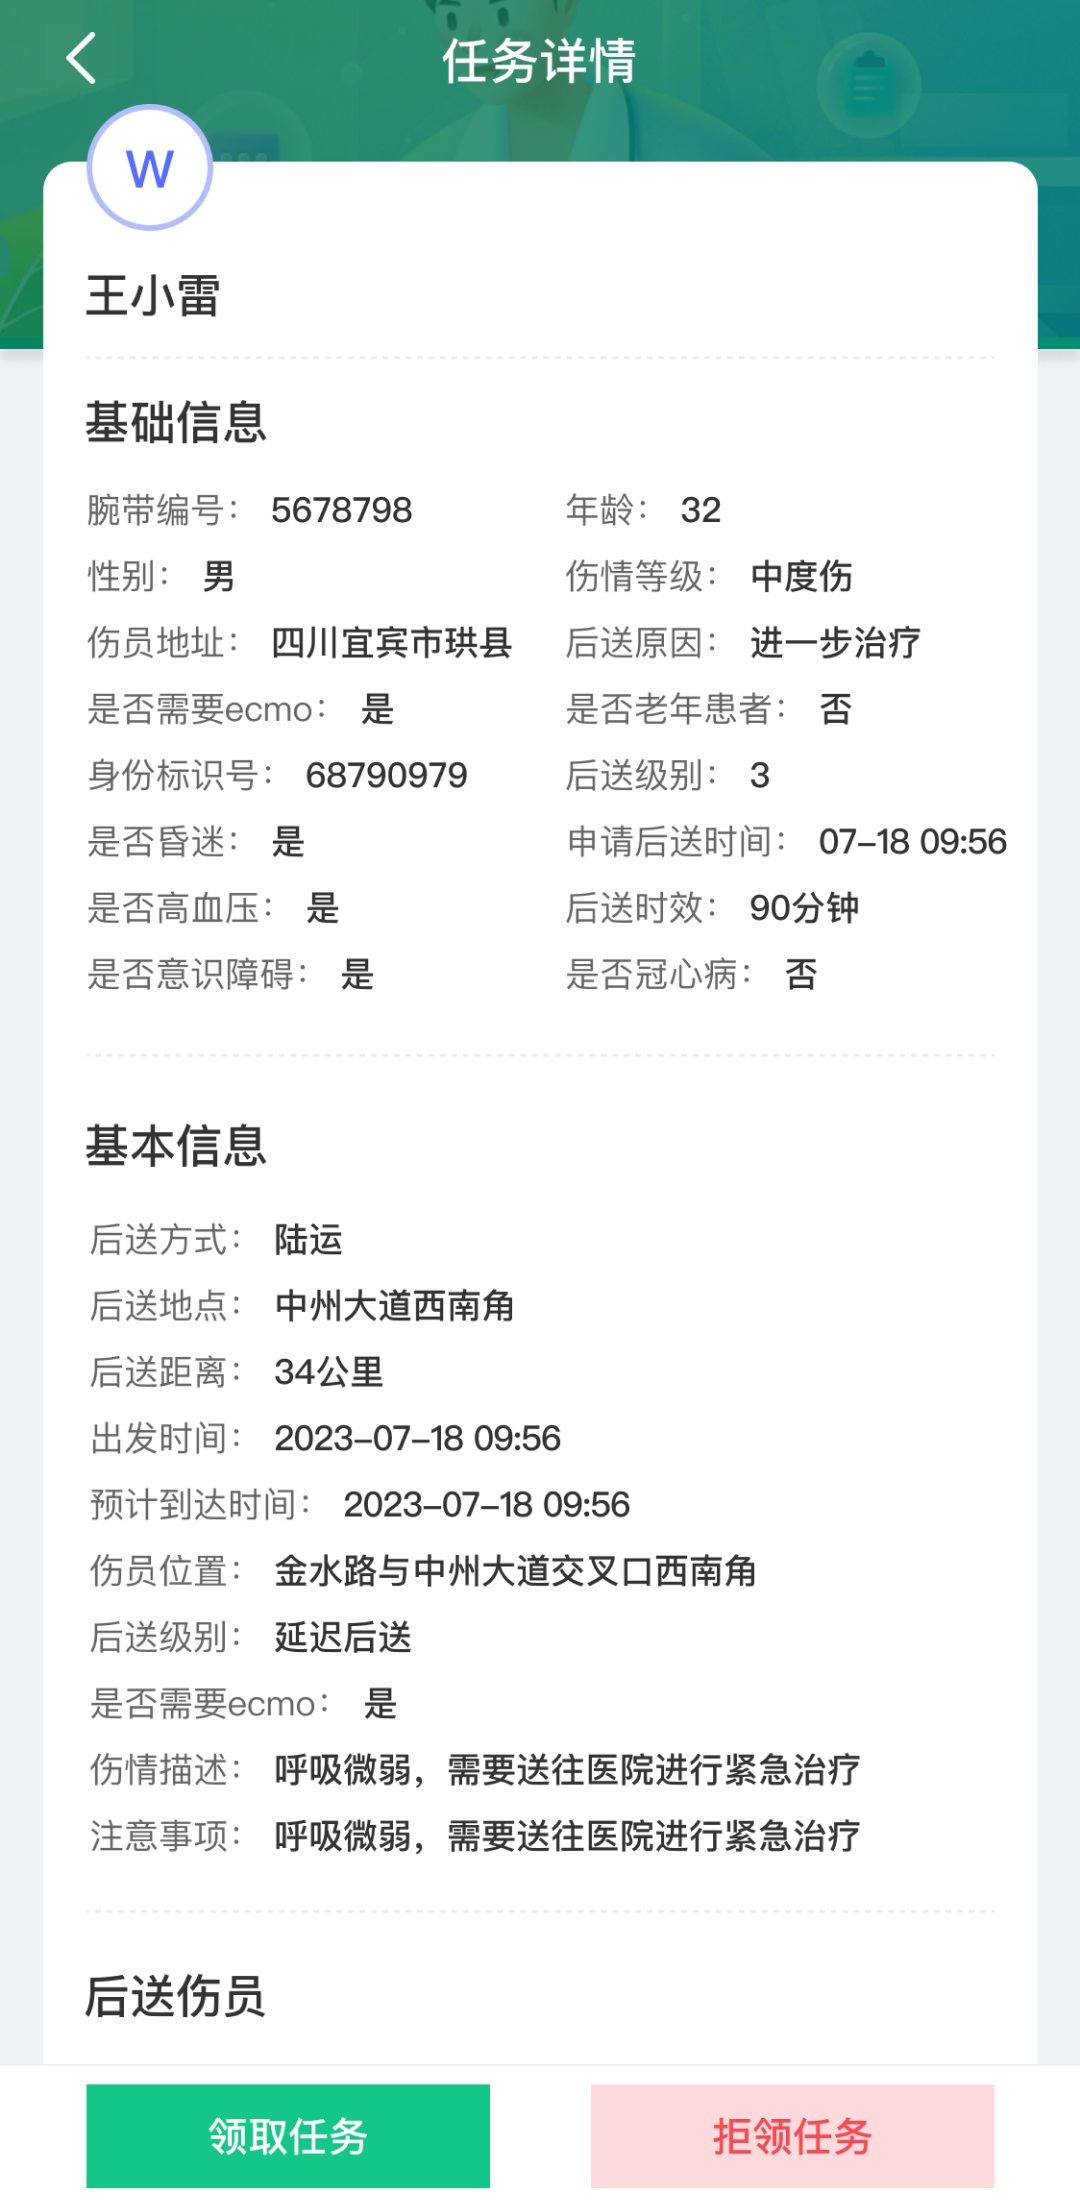 任务详情
W
王小雷
基础信息
腕带编号： 5678798 年龄： 32
性别： 男 伤情等级： 中度伤
伤员地址： 四川宜宾市珙县 后送原因： 进一步治疗
是否需要ecmo： 是 是否老年患者： 否
身份标识号： 68790979 后送级别： 3
是否昏迷： 是 申请后送时间： 07-18 09:56
是否高血压： 是 后送时效： 90分钟
是否意识障碍： 是 是否冠心病： 否
基本信息
后送方式： 陆运
后送地点： 中州大道西南角
后送距离： 34公里
出发时间： 2023-07-18 09:56
预计到达时间： 2023-07-18 09:56
伤员位置： 金水路与中州大道交叉口西南角
后送级别： 延迟后送
是否需要ecmo： 是
伤情描述： 呼吸微弱，需要送往医院进行紧急治疗
注意事项： 呼吸微弱，需要送往医院进行紧急治疗
后送伤员
领取任务 拒领任务